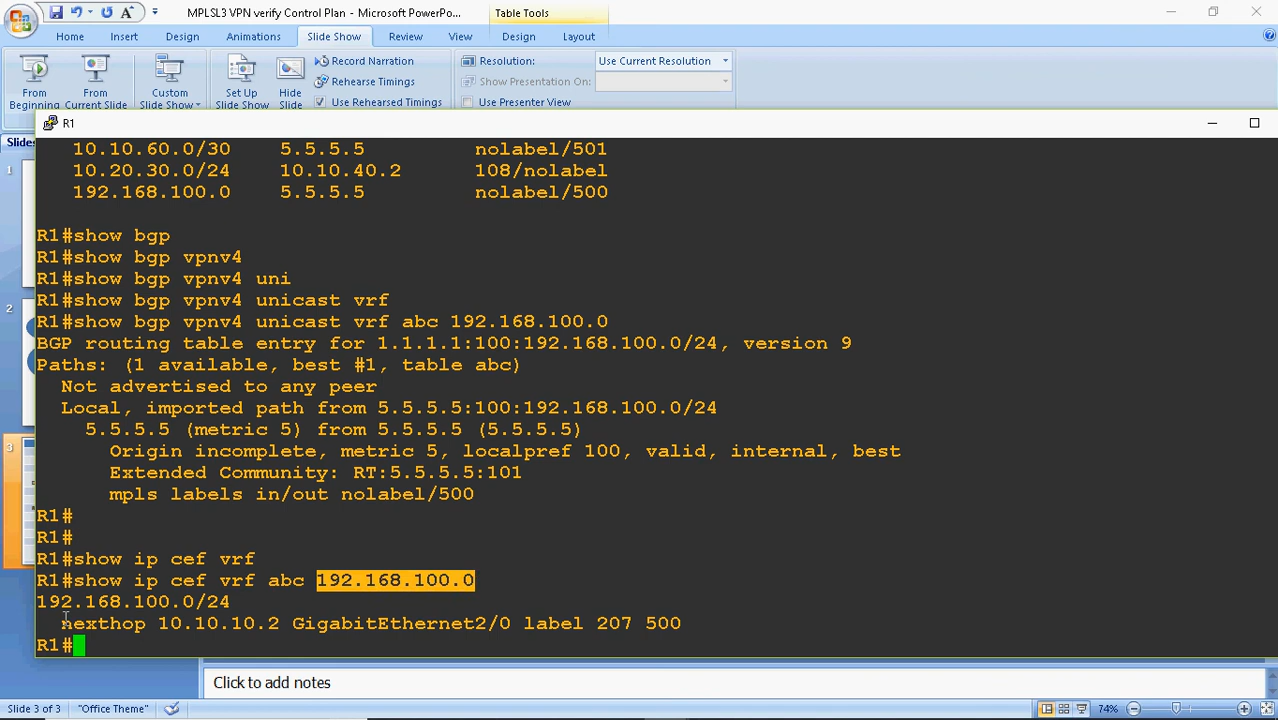 MPLSL3 VPN verify Control Plan - Microsoft PowerPo...
Table Tools
Home
Insert
Design
Animations
Slide Show
Review
View
Design
Layout
From Beginning
From Current Slide
Custom Slide Show
Set Up Slide Show
Hide Slide
Record Narration
Rehearse Timings
Use Rehearsed Timings
Resolution:
Use Current Resolution
Show Presentation On:
Use Presenter View
Slides
R1
10.10.60.0/30 5.5.5.5 nolabel/501
10.20.30.0/24 10.10.40.2 108/nolabel
192.168.100.0 5.5.5.5 nolabel/500
R1#show bgp
R1#show bgp vpnv4
R1#show bgp vpnv4 uni
R1#show bgp vpnv4 unicast vrf
R1#show bgp vpnv4 unicast vrf abc 192.168.100.0
BGP routing table entry for 1.1.1.1:100:192.168.100.0/24, version 9
Paths: (1 available, best #1, table abc)
Not advertised to any peer
Local, imported path from 5.5.5.5:100:192.168.100.0/24
5.5.5.5 (metric 5) from 5.5.5.5 (5.5.5.5)
Origin incomplete, metric 5, localpref 100, valid, internal, best
Extended Community: RT:5.5.5.5:101
mpls labels in/out nolabel/500
R1#
R1#
R1#show ip cef vrf
R1#show ip cef vrf abc 192.168.100.0
192.168.100.0/24
nexthop 10.10.10.2 GigabitEthernet2/0 label 207 500
R1#
1
2
3
Click to add notes
Slide 3 of 3
"Office Theme"
74%